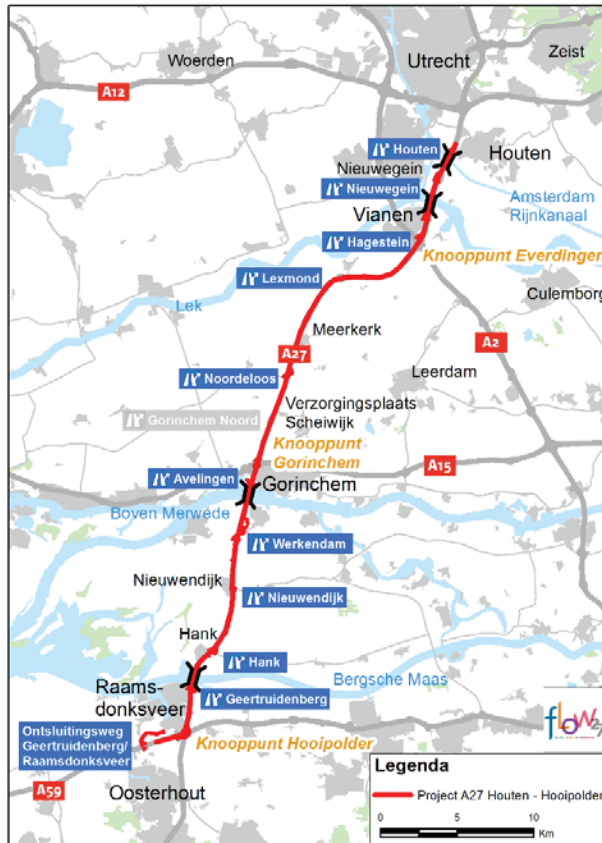 Woerden
Utrecht
Zeist
A12
Houten
Houten
Nieuwegein
Nieuwegein
Amsterdam
Rijnkanaal
Vianen
Hagestein
Knooppunt Everdingen
Lexmond
Culemborg
Lek
Meerkerk
A27
A2
Noordeloos
Leerdam
Verzorgingsplaats
Scheiwijk
Gorinchem Noord
Knooppunt
Gorinchem
A15
Avelingen
Gorinchem
Boven Merwede
Werkendam
Nieuwendijk
Nieuwendijk
Hank
Hank
Bergsche Maas
Raams-
donksveer
Geertruidenberg
Ontsluitingsweg
Geertruidenberg/
Raamsdonksveer
Knooppunt Hooipolder
flow
A59
Oosterhout
Legenda
Project A27 Houten - Hooipolder
0 5 10
Km